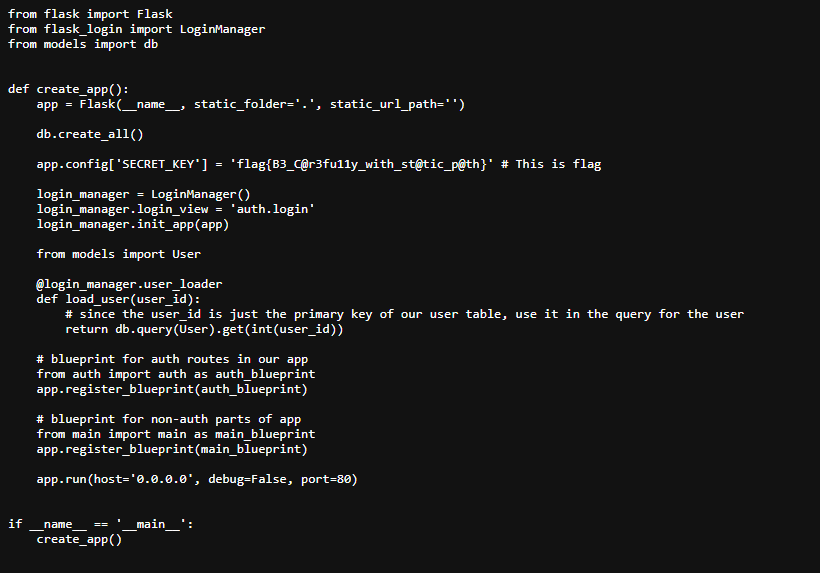 from flask import Flask
from flask_login import LoginManager
from models import db
def create_app():
    app = Flask(__name__, static_folder='.', static_url_path='')
    db.create_all()
    app.config['SECRET_KEY'] = 'flag{B3_C@r3fu11y_with_st@tic_p@th}' # This is flag
    login_manager = LoginManager()
    login_manager.login_view = 'auth.login'
    login_manager.init_app(app)
    from models import User
    @login_manager.user_loader
    def load_user(user_id):
        # since the user_id is just the primary key of our user table, use it in the query for the user
        return db.query(User).get(int(user_id))
    # blueprint for auth routes in our app
    from auth import auth as auth_blueprint
    app.register_blueprint(auth_blueprint)
    # blueprint for non-auth parts of app
    from main import main as main_blueprint
    app.register_blueprint(main_blueprint)
    app.run(host='0.0.0.0', debug=False, port=80)
if __name__ == '__main__':
    create_app()